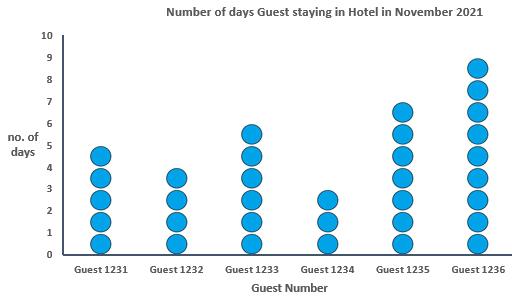 Number of days Guest staying in Hotel in November 2021
10
9
8
7
6
5
4
3
2
1
0
no. of
days
Guest 1231 Guest 1232 Guest 1233 Guest 1234 Guest 1235 Guest 1236
Guest Number